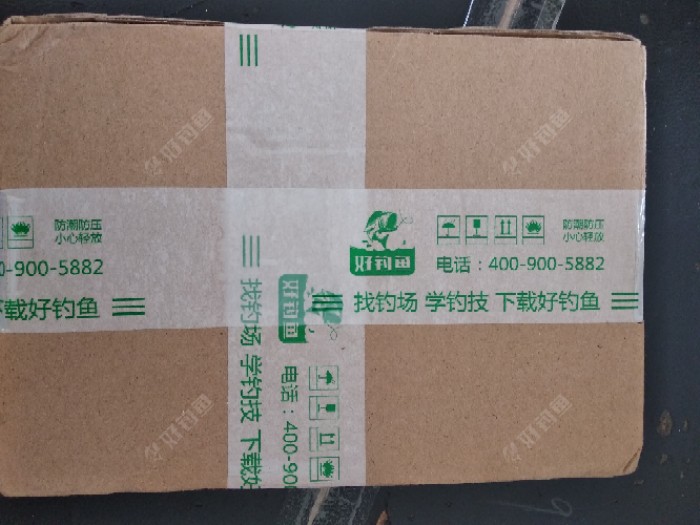 防潮防压
小心轻放
0-900-5882
下载好钓鱼
好钓鱼
防潮防压
小心轻放
电话：400-900-5882
找钓场 学钓技 下载好钓鱼
好钓鱼
电话：400-900
找钓场 学钓技 下载好
好钓鱼
好钓鱼
好钓鱼
好钓鱼